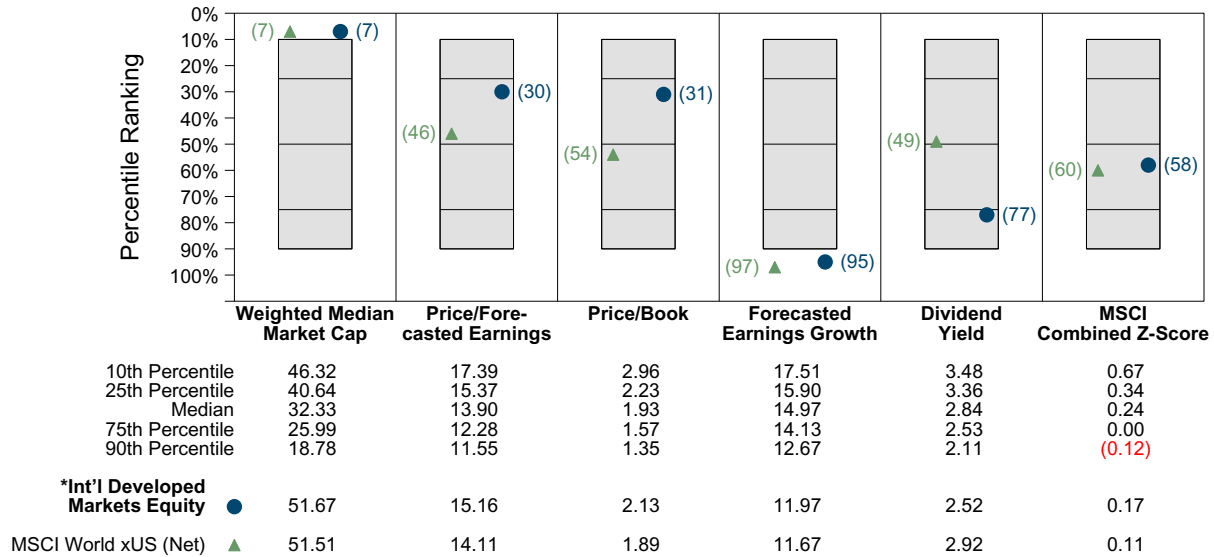 Percentile Ranking
0%
10%
20%
30%
40%
50%
60%
70%
80%
90%
100%
(7) (7)
(46) (30)
(54) (31)
(97) (95)
(49) (77)
(60) (58)
Weighted Median Market Cap
Price/Fore-
casted Earnings
Price/Book
Forecasted
Earnings Growth
Dividend
Yield
MSCI
Combined Z-Score
10th Percentile 46.32 17.39 2.96 17.51 3.48 0.67
25th Percentile 40.64 15.37 2.23 15.90 3.36 0.34
Median 32.33 13.90 1.93 14.97 2.84 0.24
75th Percentile 25.99 12.28 1.57 14.13 2.53 0.00
90th Percentile 18.78 11.55 1.35 12.67 2.11 (0.12)
*Int'l Developed
Markets Equity 51.67 15.16 2.13 11.97 2.52 0.17
MSCI World xUS (Net) 51.51 14.11 1.89 11.67 2.92 0.11